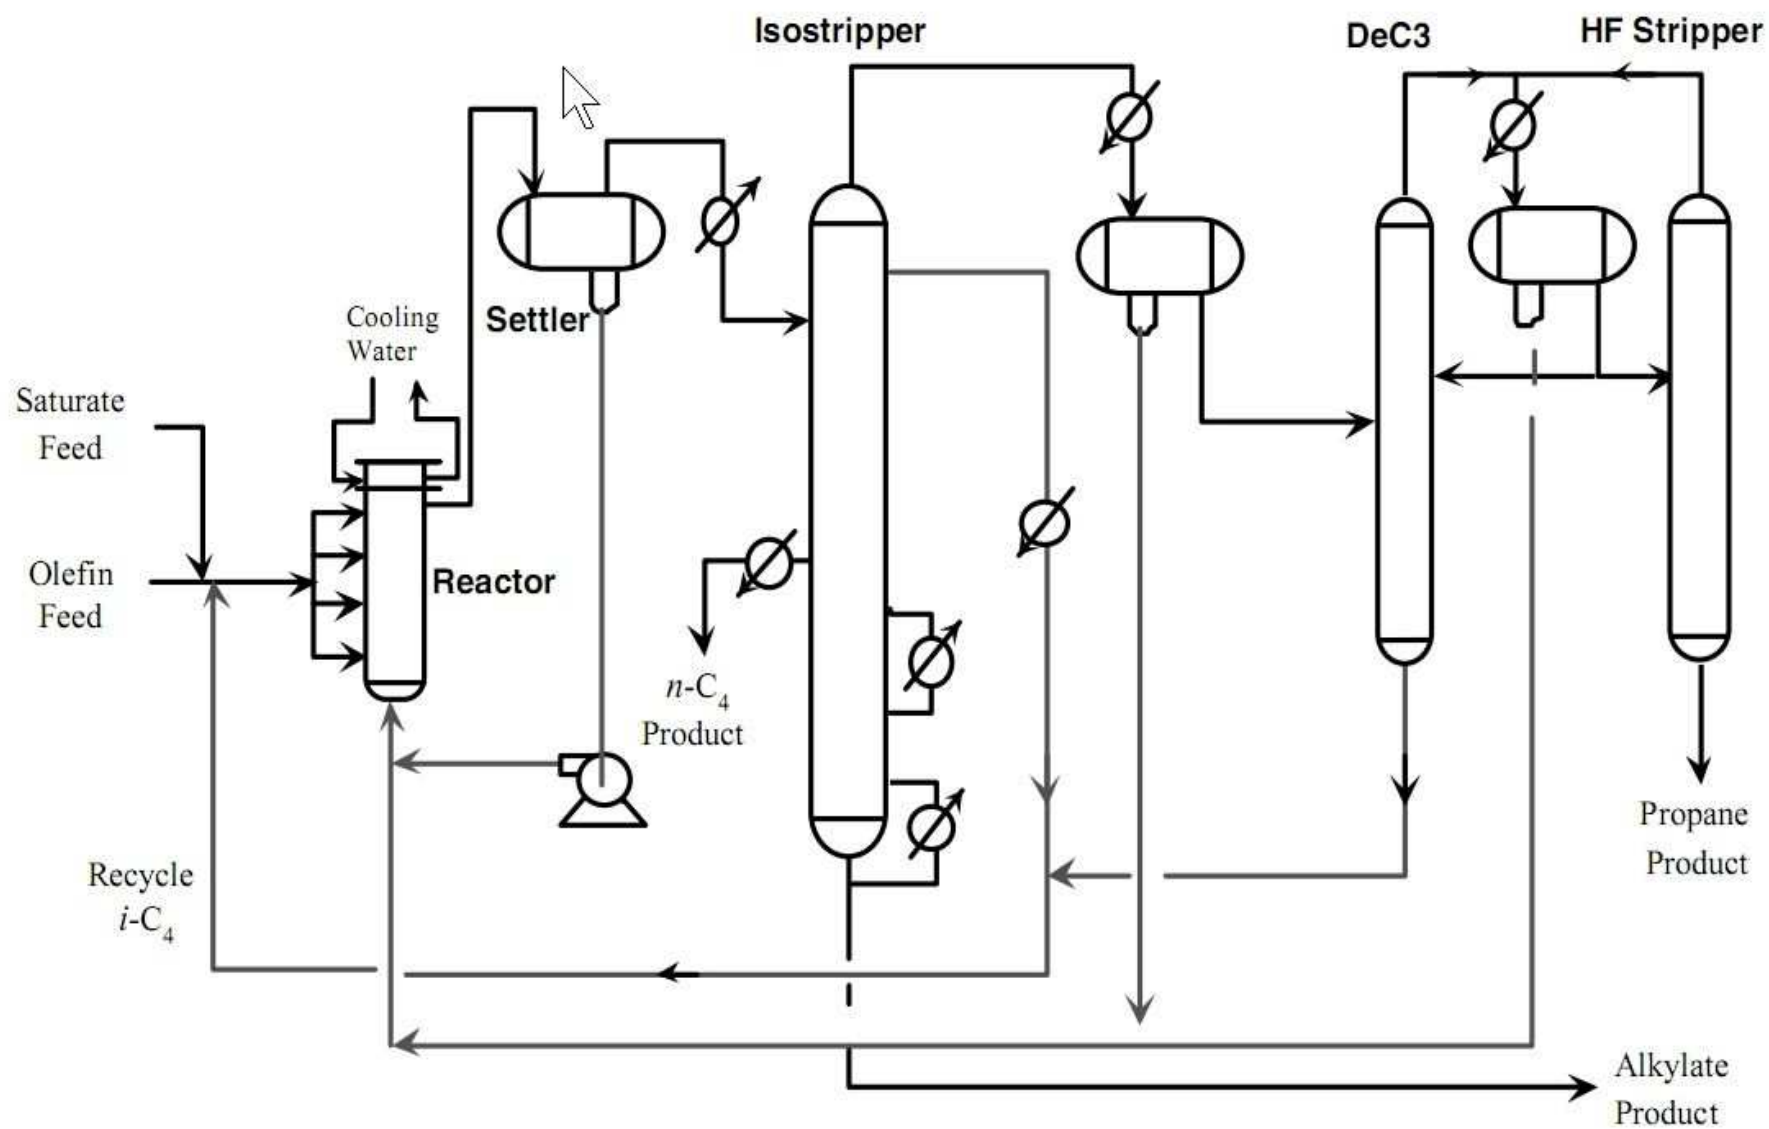 Isostripper
DeC3
HF Stripper
Settler
Cooling
Water
Saturate
Feed
Olefin
Feed
Reactor
n-C4
Product
Recycle
i-C4
Propane
Product
Alkylate
Product